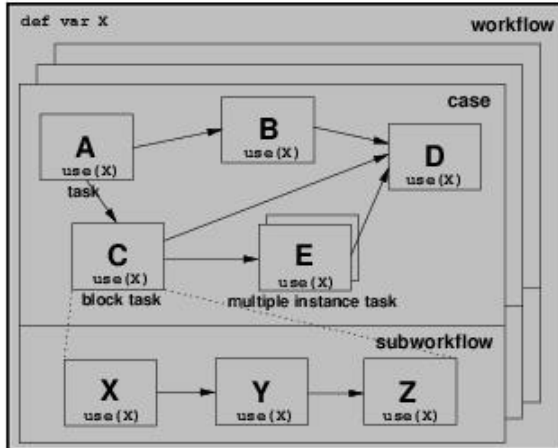 def var X
workflow
case
A
use(X)
task
B
use(X)
D
use(X)
C
use(X)
block task
E
use(X)
multiple instance task
subworkflow
X
use(X)
Y
use(X)
Z
use(X)